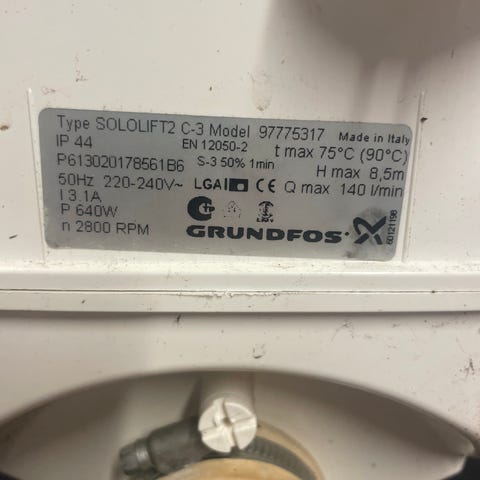 Type SOLOLIFT2 C-3 Model 97775317 Made in Italy
IP 44 EN 12050-2 t max 75°C (90°C)
P613020178561B6 S-3 50% 1min H max 8,5m
50Hz 220-240V~ LGA CE Q max 140 l/min
I 3,1A
P 640W
n 2800 RPM GRUNDFOS
60121198